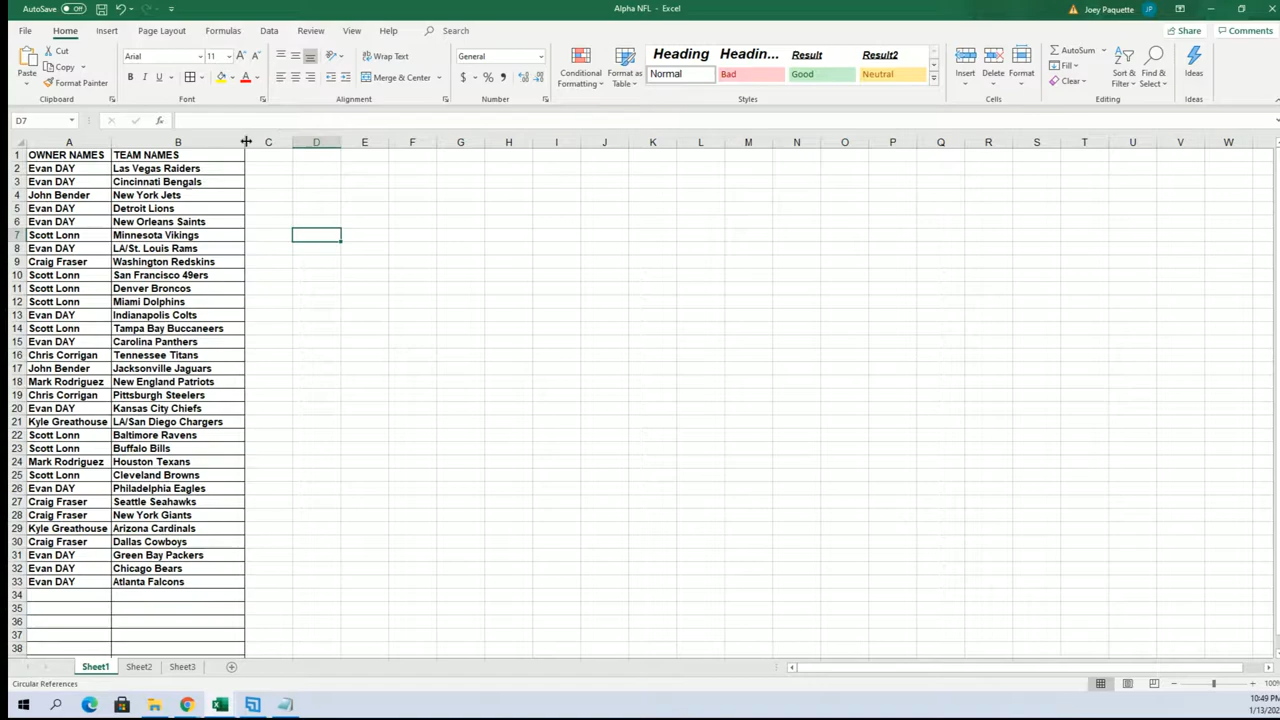 AutoSave Off Alpha NFL - Excel Joey Paquette JP
File Home Insert Page Layout Formulas Data Review View Help Search Share Comments
Cut
Copy
Format Painter
Paste
Clipboard
Arial 11
B I U
Font
Wrap Text
Merge & Center
Alignment
General
$ % 9
Number
Conditional Formatting
Format as Table
Heading Headin... Result Result2
Normal Bad Good Neutral
Styles
Insert Delete Format
Cells
AutoSum
Fill
Clear
Sort & Filter
Find & Select
Editing
Ideas
Ideas
D7
A B C D E F G H I J K L M N O P Q R S T U V W
1 OWNER NAMES TEAM NAMES
2 Evan DAY Las Vegas Raiders
3 Evan DAY Cincinnati Bengals
4 John Bender New York Jets
5 Evan DAY Detroit Lions
6 Evan DAY New Orleans Saints
7 Scott Lonn Minnesota Vikings
8 Evan DAY LA/St. Louis Rams
9 Craig Fraser Washington Redskins
10 Scott Lonn San Francisco 49ers
11 Scott Lonn Denver Broncos
12 Scott Lonn Miami Dolphins
13 Evan DAY Indianapolis Colts
14 Scott Lonn Tampa Bay Buccaneers
15 Evan DAY Carolina Panthers
16 Chris Corrigan Tennessee Titans
17 John Bender Jacksonville Jaguars
18 Mark Rodriguez New England Patriots
19 Chris Corrigan Pittsburgh Steelers
20 Evan DAY Kansas City Chiefs
21 Kyle Greathouse LA/San Diego Chargers
22 Scott Lonn Baltimore Ravens
23 Scott Lonn Buffalo Bills
24 Mark Rodriguez Houston Texans
25 Scott Lonn Cleveland Browns
26 Evan DAY Philadelphia Eagles
27 Craig Fraser Seattle Seahawks
28 Craig Fraser New York Giants
29 Kyle Greathouse Arizona Cardinals
30 Craig Fraser Dallas Cowboys
31 Evan DAY Green Bay Packers
32 Evan DAY Chicago Bears
33 Evan DAY Atlanta Falcons
34
35
36
37
38
Sheet1 Sheet2 Sheet3
Circular References 100%
10:49 PM
1/13/202